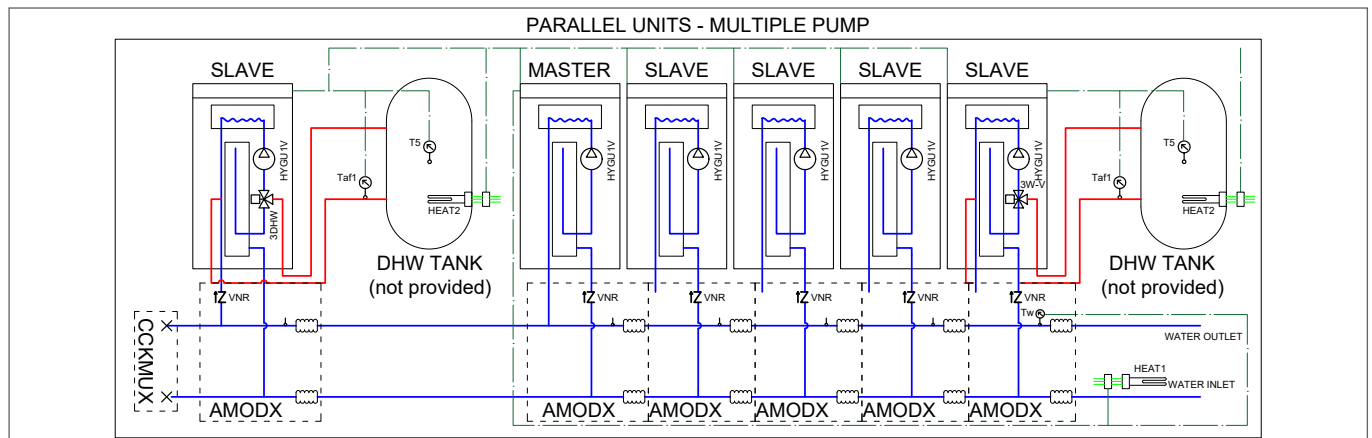 PARALLEL UNITS - MULTIPLE PUMP
SLAVE
MASTER
SLAVE
SLAVE
SLAVE
SLAVE
HYGU1V
3DHW
T5
Taf1
HEAT2
DHW TANK
(not provided)
HYGU1V
HYGU1V
HYGU1V
HYGU1V
HYGU1V
3W-V
T5
Taf1
HEAT2
DHW TANK
(not provided)
VNR
VNR
VNR
VNR
VNR
VNR
Tw
CCKMUX
WATER OUTLET
HEAT1
WATER INLET
AMODX
AMODX
AMODX
AMODX
AMODX
AMODX